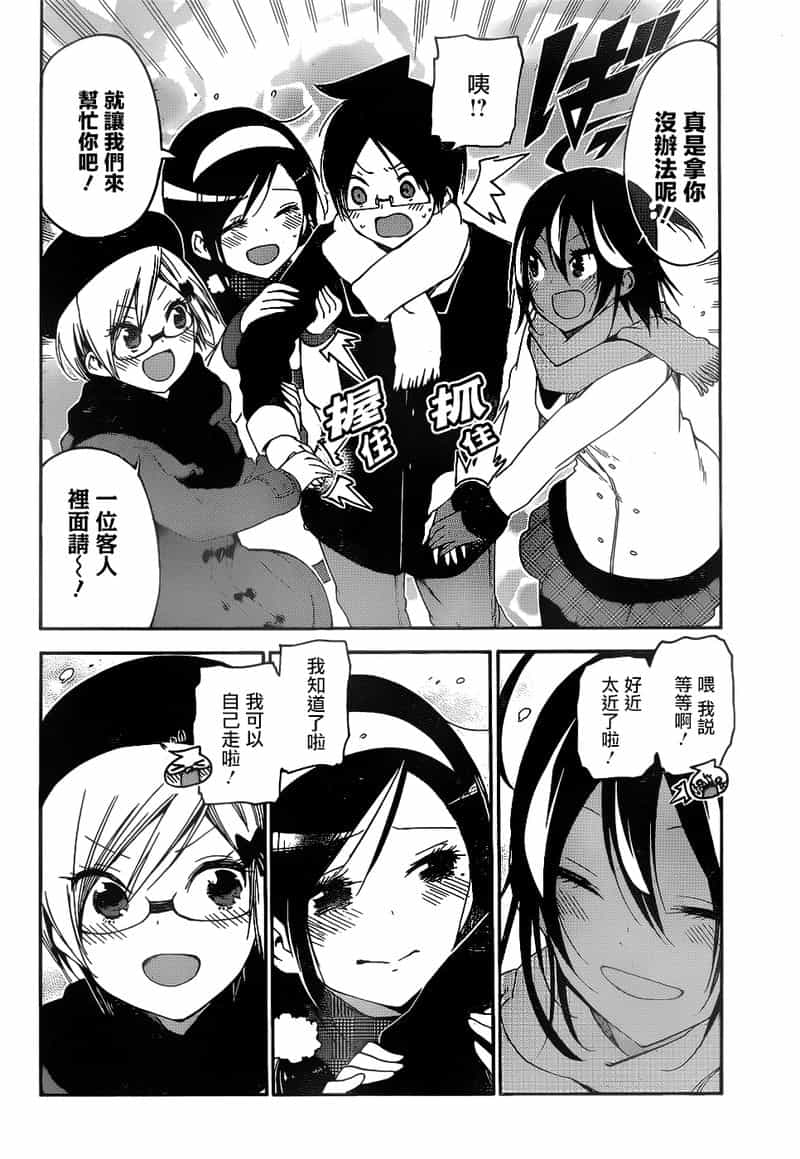 真是拿你
沒辦法呢!!
ばっ
咦
!?
就讓我們來
幫忙你吧!
抓住
握住
一位客人
裡面請~!
喂 我說
等等啊!
好近
太近了啦!
我知道了啦!
我可以
自己走啦!